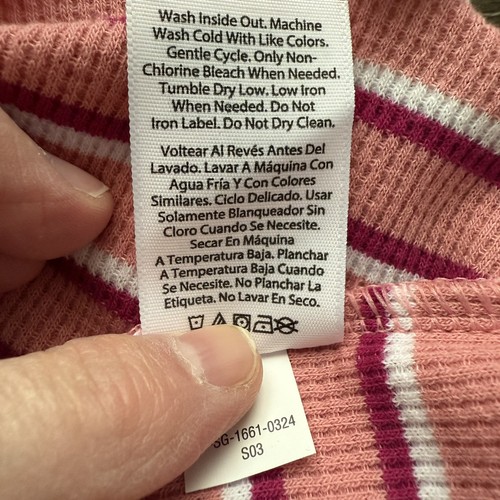 Wash Inside Out. Machine
Wash Cold With Like Colors.
Gentle Cycle. Only Non-
Chlorine Bleach When Needed.
Tumble Dry Low. Low Iron
When Needed. Do Not
Iron Label. Do Not Dry Clean.
Voltear Al Revés Antes Del
Lavado. Lavar A Máquina Con
Agua Fría Y Con Colores
Similares. Ciclo Delicado. Usar
Solamente Blanqueador Sin
Cloro Cuando Se Necesite.
Secar En Máquina
A Temperatura Baja. Planchar
A Temperatura Baja Cuando
Se Necesite. No Planchar La
Etiqueta. No Lavar En Seco.
SG-1661-0324
S03